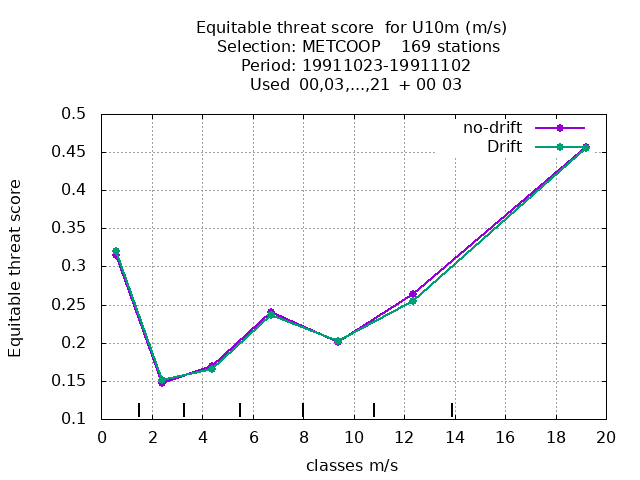 Equitable threat score  for U10m (m/s)
Selection: METCOOP    169 stations
Period: 19911023-19911102
Used  00,03,...,21  + 00 03
no-drift
Drift
Equitable threat score
0.5
0.45
0.4
0.35
0.3
0.25
0.2
0.15
0.1
0 2 4 6 8 10 12 14 16 18 20
classes m/s